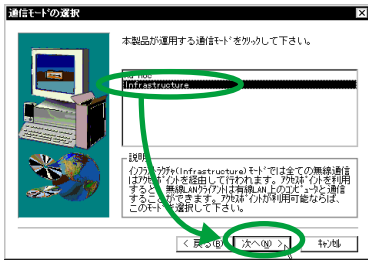 通信ﾓｰﾄﾞの選択
本製品が運用する通信ﾓｰﾄﾞをｸﾘｯｸして下さい。
Ad-hoc
Infrastructure
説明
ｲﾝﾌﾗｽﾄﾗｸﾁｬ(Infrastructure)ﾓｰﾄﾞでは全ての無線通信
はｱｸｾｽﾎﾟｲﾝﾄを経由して行われます。ｱｸｾｽﾎﾟｲﾝﾄを利用
すると、無線LANｸﾗｲｱﾝﾄは有線LAN上のｺﾝﾋﾟｭｰﾀと通信
することができます。ｱｸｾｽﾎﾟｲﾝﾄが利用可能ならば、
このﾓｰﾄﾞを選択して下さい。
< 戻る(B) 次へ(N) > ｷｬﾝｾﾙ